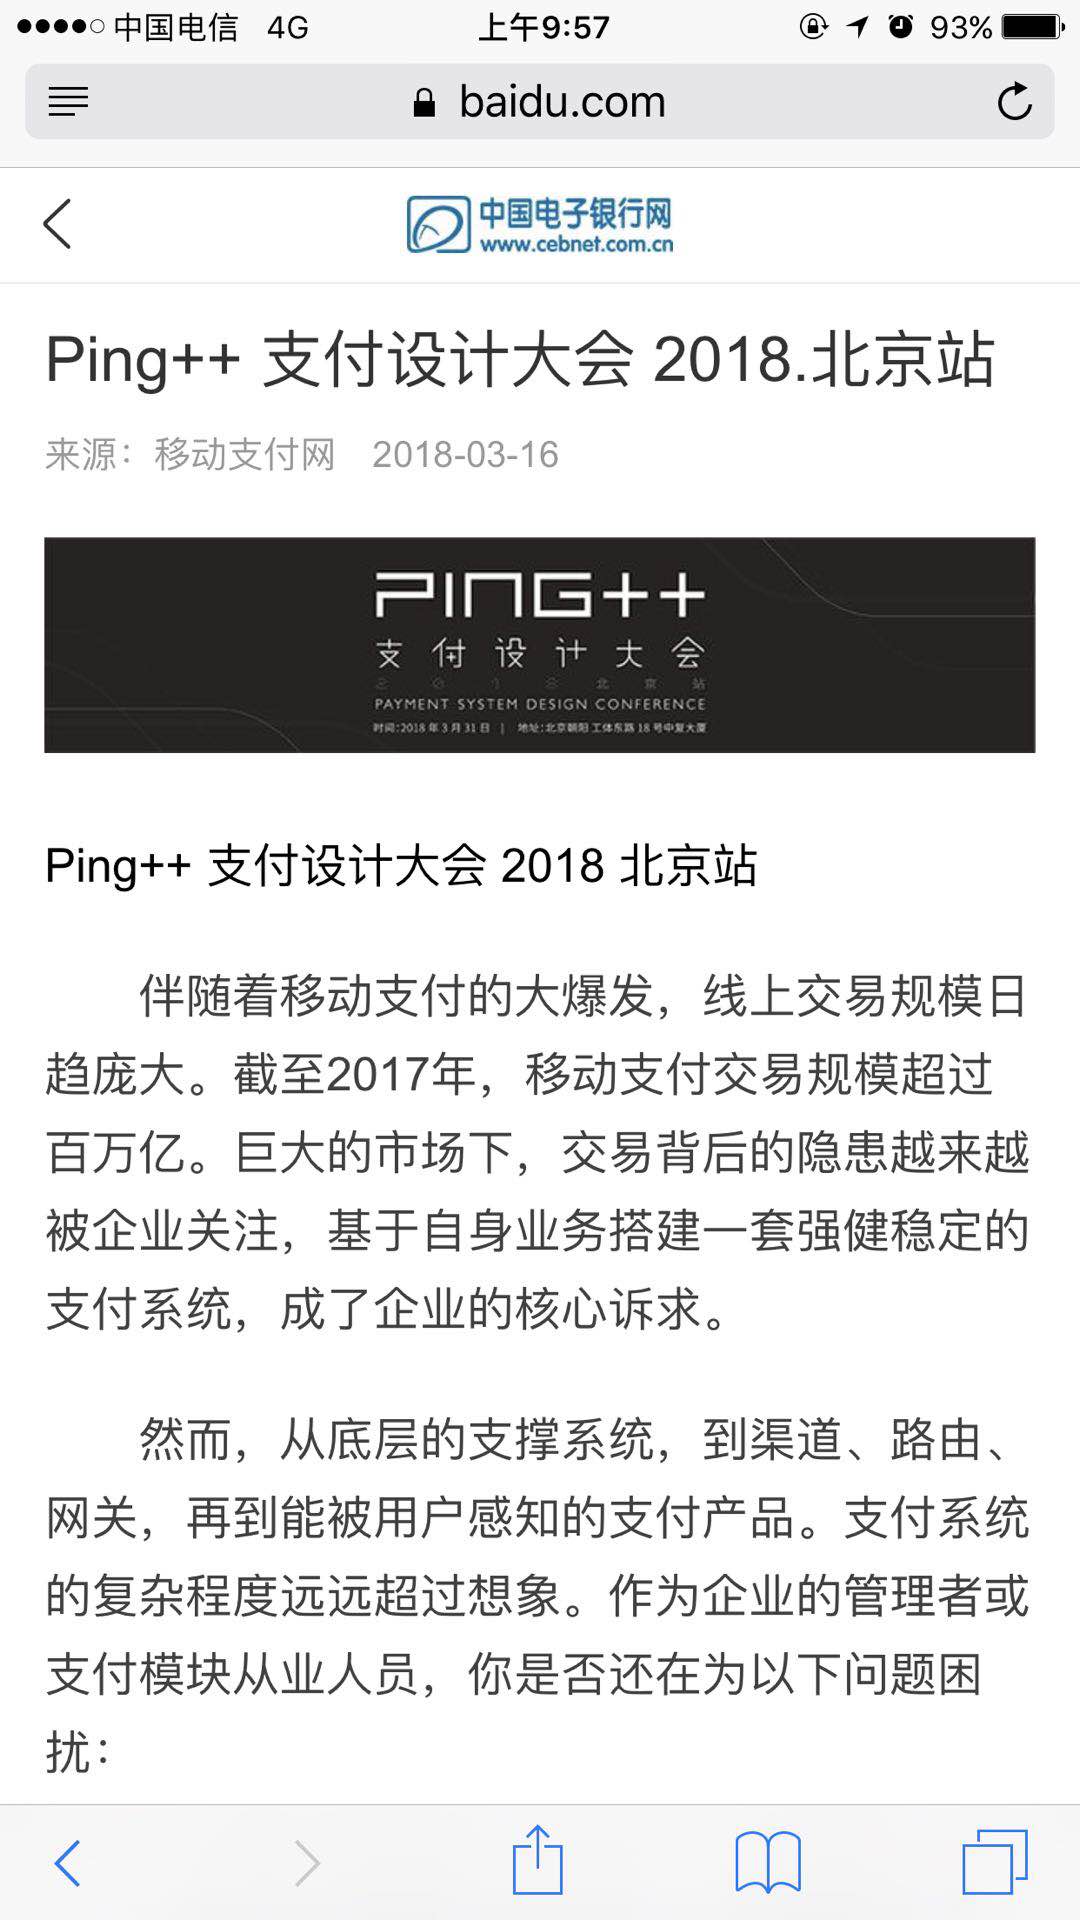 中国电信 4G 上午9:57 93%
baidu.com
中国电子银行网
www.cebnet.com.cn
Ping++ 支付设计大会 2018.北京站
来源：移动支付网 2018-03-16
PING++
支付设计大会
2018北京站
PAYMENT SYSTEM DESIGN CONFERENCE
时间:2018年3月31日 | 地址:北京朝阳工体东路18号中复大厦
Ping++ 支付设计大会 2018 北京站
伴随着移动支付的大爆发，线上交易规模日
趋庞大。截至2017年，移动支付交易规模超过
百万亿。巨大的市场下，交易背后的隐患越来越
被企业关注，基于自身业务搭建一套强健稳定的
支付系统，成了企业的核心诉求。
然而，从底层的支撑系统，到渠道、路由、
网关，再到能被用户感知的支付产品。支付系统
的复杂程度远远超过想象。作为企业的管理者或
支付模块从业人员，你是否还在为以下问题困
扰：